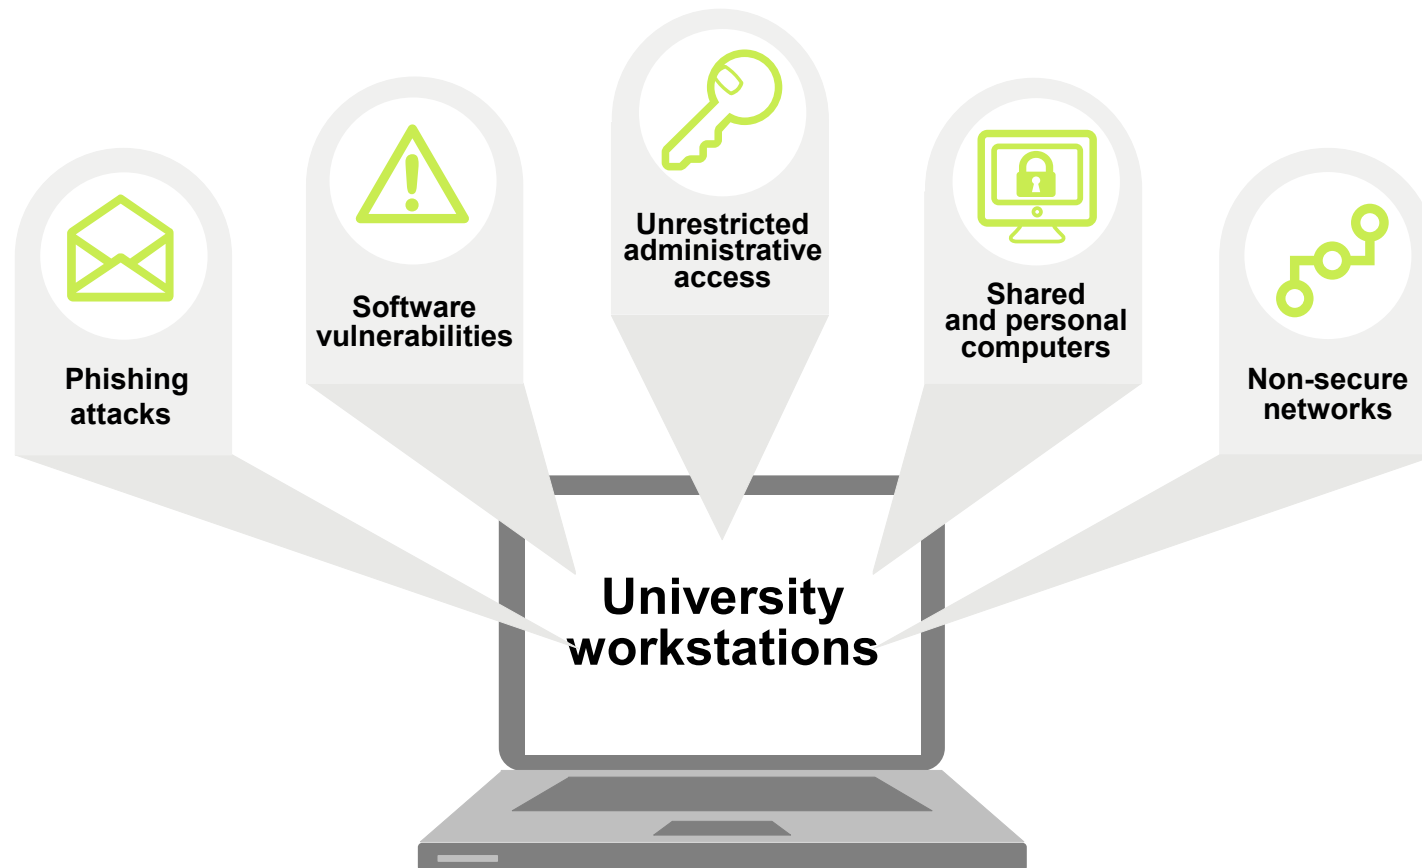 Phishing
attacks
Software
vulnerabilities
Unrestricted
administrative
access
Shared
and personal
computers
Non-secure
networks
University
workstations